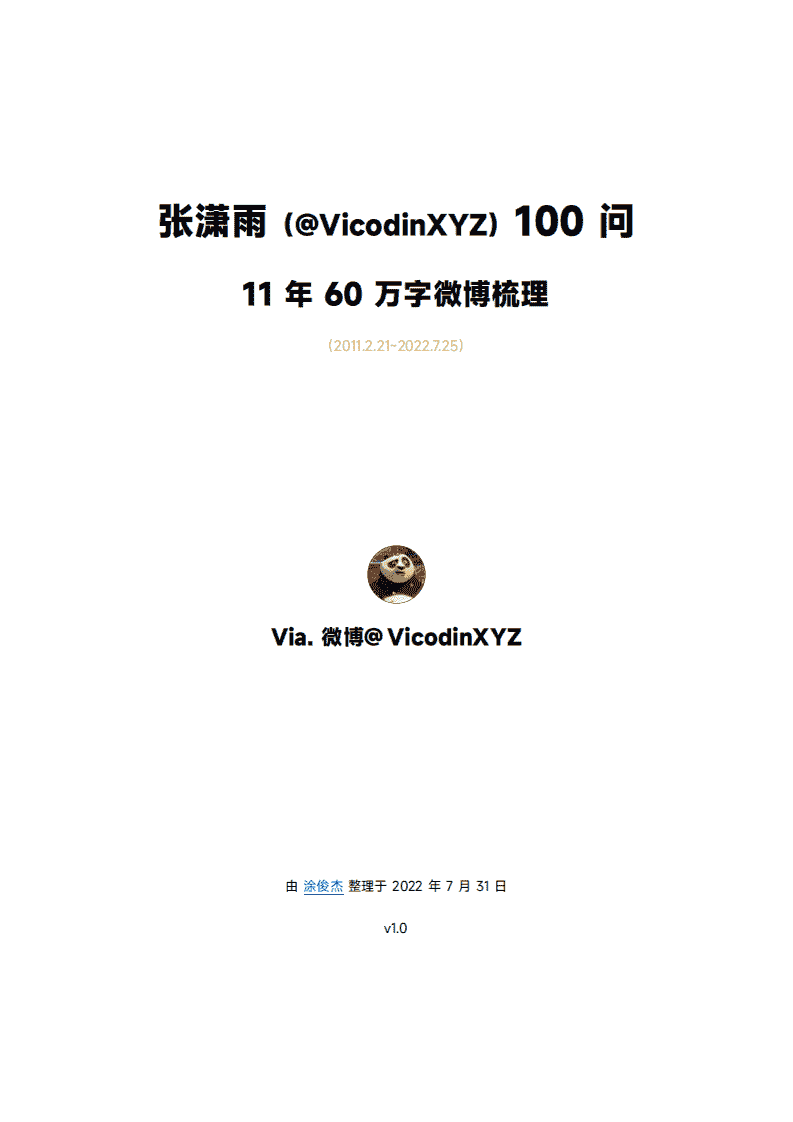 张潇雨（@VicodinXYZ）100 问
11 年 60 万字微博梳理
（2011.2.21~2022.7.25）
Via. 微博@VicodinXYZ
由 涂俊杰 整理于 2022 年 7 月 31 日
v1.0